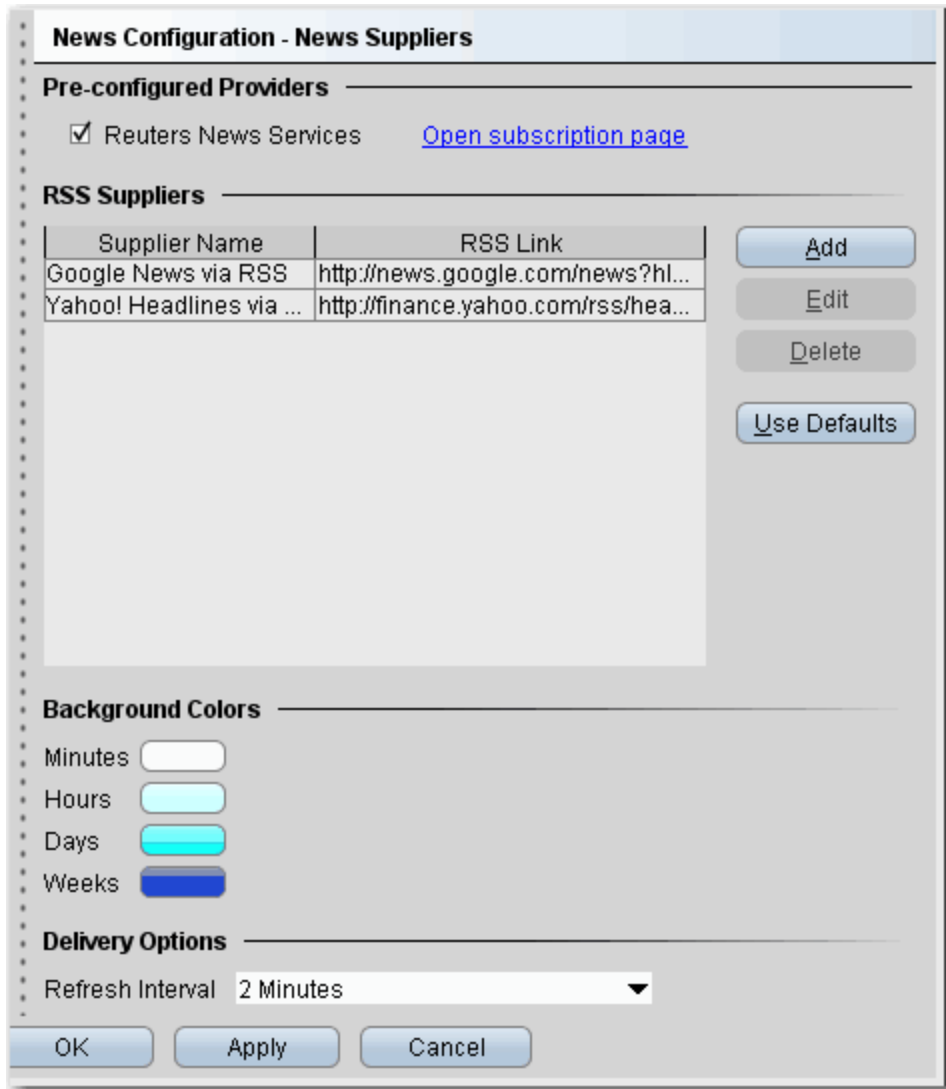 News Configuration - News Suppliers
Pre-configured Providers
Reuters News Services Open subscription page
RSS Suppliers
Supplier Name RSS Link
Google News via RSS http://news.google.com/news?hl...
Yahoo! Headlines via ... http://finance.yahoo.com/rss/hea...
Add
Edit
Delete
Use Defaults
Background Colors
Minutes
Hours
Days
Weeks
Delivery Options
Refresh Interval 2 Minutes
OK Apply Cancel